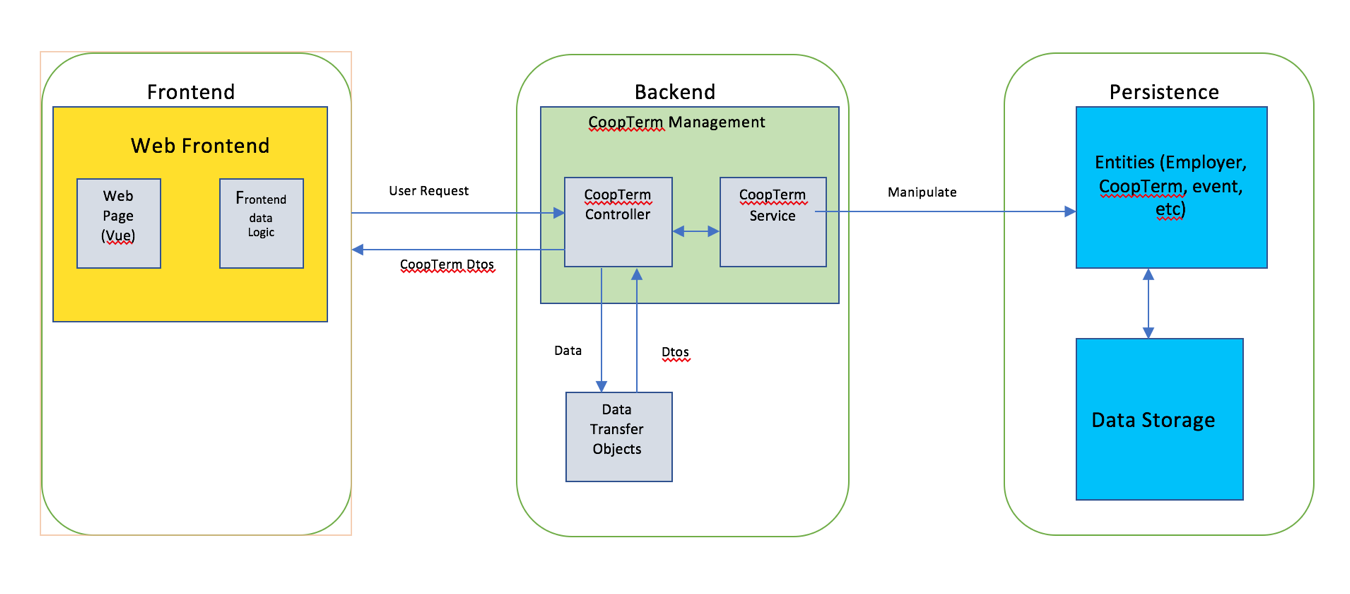 Frontend
Web Frontend
Web
Page
(Vue)
Frontend
data
Logic
User Request
CoopTerm Dtos
Backend
CoopTerm Management
CoopTerm
Controller
CoopTerm
Service
Data
Dtos
Data
Transfer
Objects
Manipulate
Persistence
Entities (Employer,
CoopTerm, event,
etc)
Data Storage